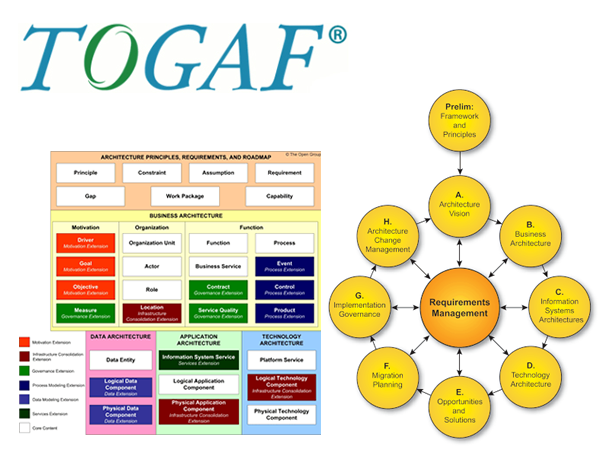 TOGAF®
ARCHITECTURE PRINCIPLES, REQUIREMENTS, AND ROADMAP
© The Open Group
Principle
Constraint
Assumption
Requirement
Gap
Work Package
Capability
BUSINESS ARCHITECTURE
Motivation
Organization
Function
Driver
Motivation Extension
Organization Unit
Function
Process
Goal
Motivation Extension
Actor
Business Service
Event
Process Extension
Objective
Motivation Extension
Role
Contract
Governance Extension
Control
Process Extension
Measure
Governance Extension
Location
Infrastructure
Consolidation Extension
Service Quality
Governance Extension
Product
Process Extension
DATA ARCHITECTURE
APPLICATION
ARCHITECTURE
TECHNOLOGY
ARCHITECTURE
Data Entity
Information System Service
Services Extension
Platform Service
Logical Data
Component
Data Extension
Logical Application
Component
Logical Technology
Component
Infrastructure Consolidation
Extension
Physical Data
Component
Data Extension
Physical Application
Component
Infrastructure Consolidation
Extension
Physical Technology
Component
Motivation Extension
Infrastructure Consolidation
Extension
Governance Extension
Process Modeling Extension
Data Modeling Extension
Services Extension
Core Content
Prelim:
Framework
and
Principles
A.
Architecture
Vision
B.
Business
Architecture
C.
Information
Systems
Architectures
D.
Technology
Architecture
E.
Opportunities
and
Solutions
F.
Migration
Planning
G.
Implementation
Governance
H.
Architecture
Change
Management
Requirements
Management